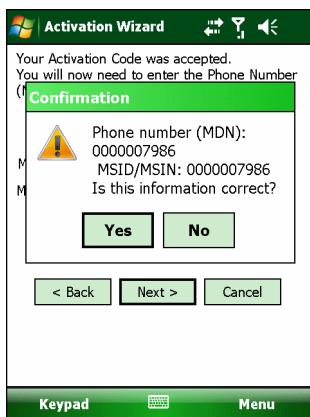 Activation Wizard
Your Activation Code was accepted.
You will now need to enter the Phone Number
Confirmation
Phone number (MDN):
0000007986
MSID/MSIN: 0000007986
Is this information correct?
Yes No
< Back Next > Cancel
Keypad Menu